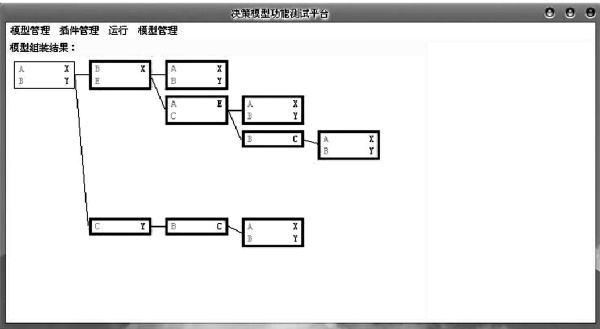 决策模型功能测试平台
模型管理 插件管理 运行 模型管理
模型组装结果：
A X B X A X
B Y E B Y
A E A X
C B Y
B C A X
B Y
C Y B C A X
B Y